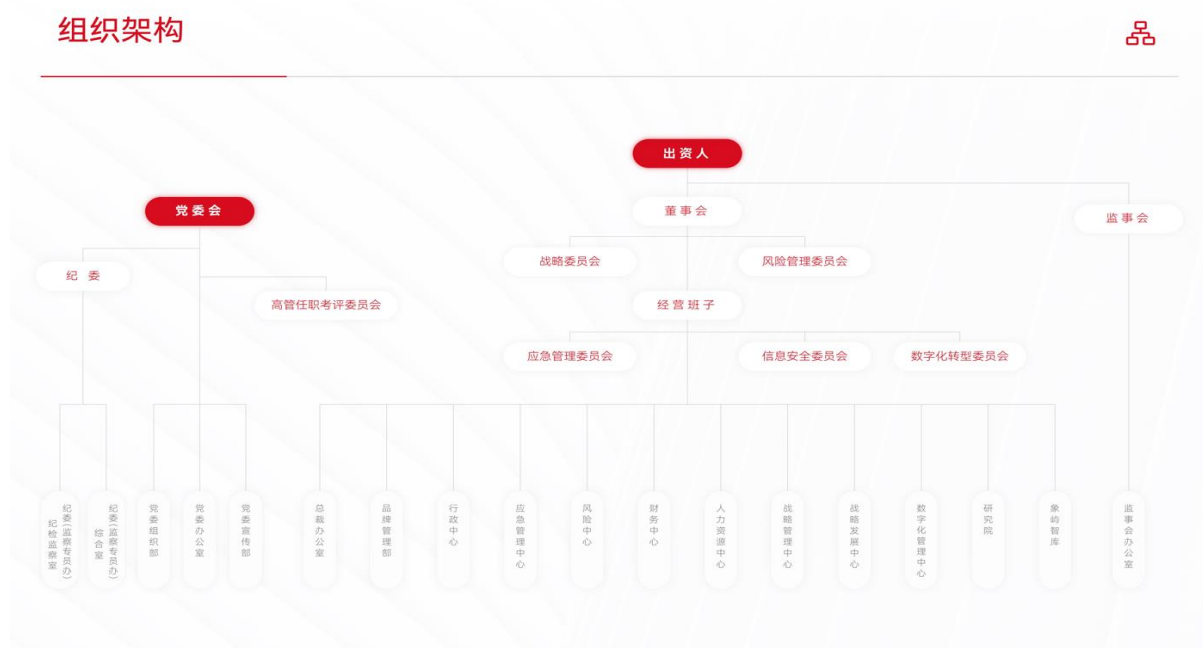 组织架构
出资人
党委会
董事会
监事会
战略委员会
风险管理委员会
纪 委
高管任职考评委员会
经营班子
应急管理委员会
信息安全委员会
数字化转型委员会
纪委(监察专员办)
纪检监察室
纪委(监察专员办)
综合室
党委组织部
党委办公室
党委宣传部
总裁办公室
品牌管理部
行政中心
应急管理中心
风险中心
财务中心
人力资源中心
战略管理中心
战略发展中心
数字化管理中心
研究院
象屿智库
监事会办公室